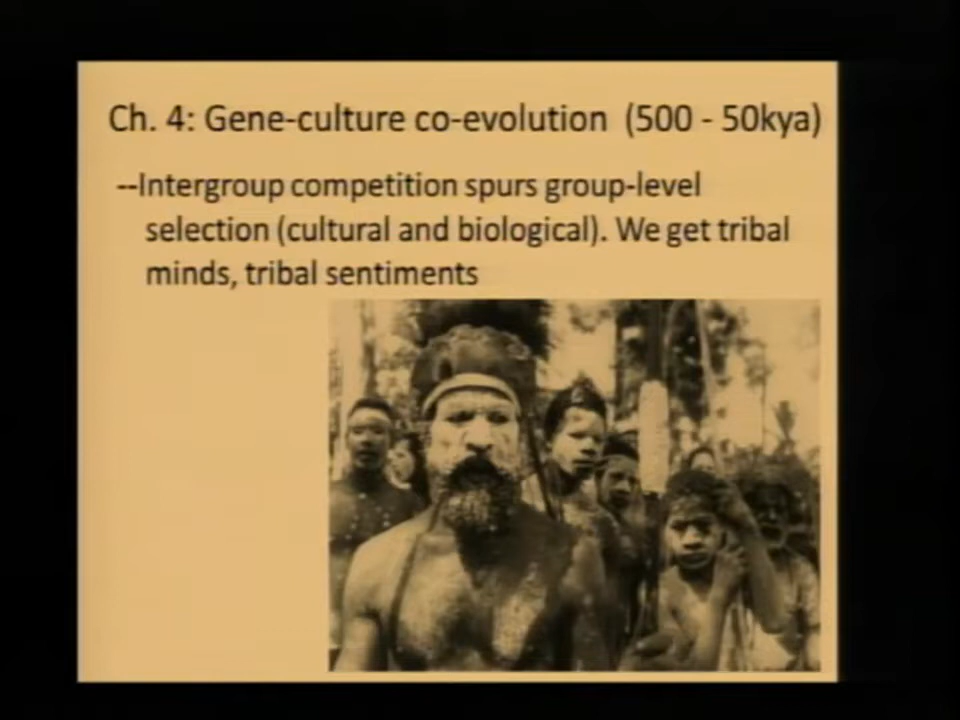 Ch. 4: Gene-culture co-evolution (500 - 50kya)
--Intergroup competition spurs group-level
selection (cultural and biological). We get tribal
minds, tribal sentiments